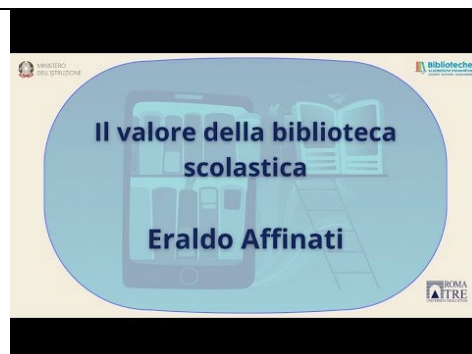 MINISTERO
DELL'ISTRUZIONE
Biblioteche
Il valore della biblioteca
scolastica
Eraldo Affinati
ROMA
TRE